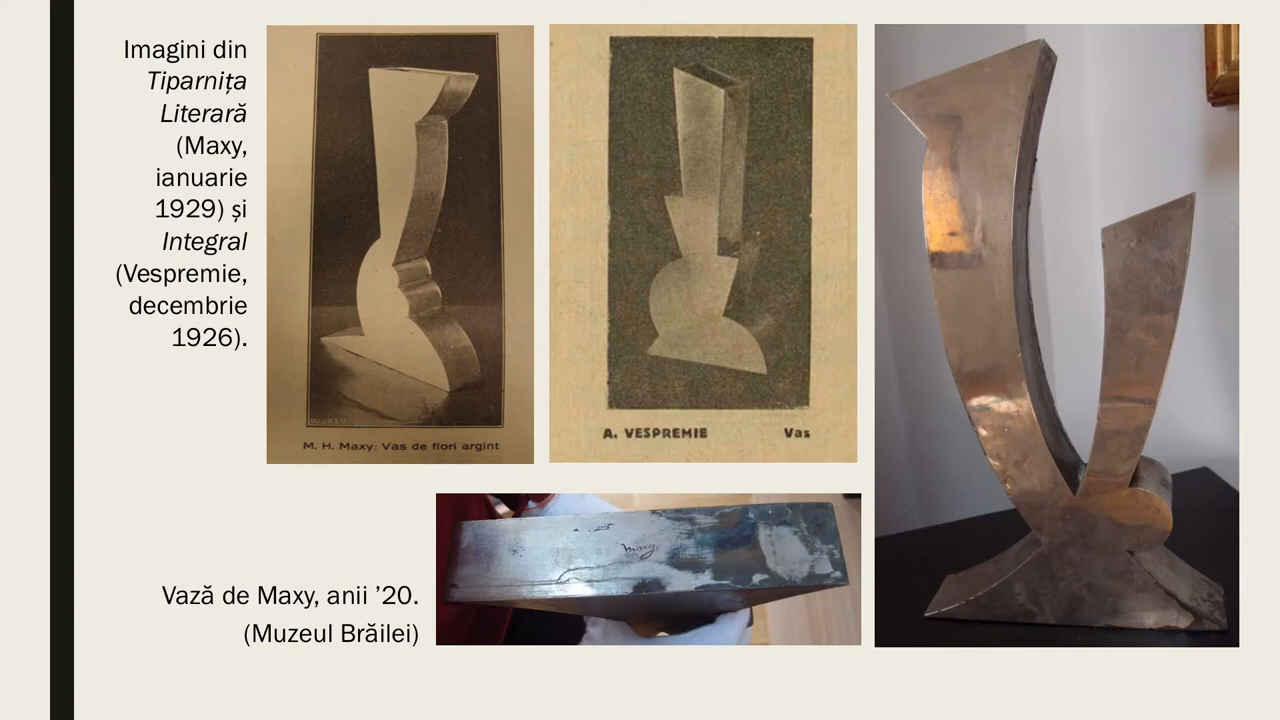 Imagini din
Tiparnița
Literară
(Maxy,
ianuarie
1929) și
Integral
(Vespremie,
decembrie
1926).
M. H. Maxy: Vas de flori argint
A. VESPREMIE Vas
maxy.
Vază de Maxy, anii ’20.
(Muzeul Brăilei)